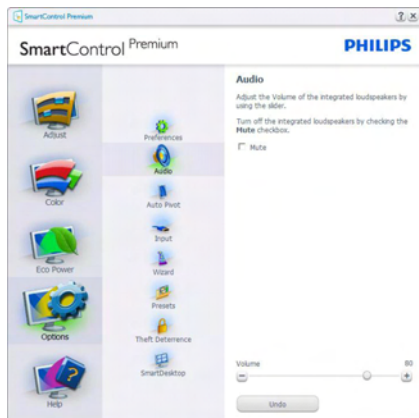 SmartControl Premium
SmartControl Premium
PHILIPS
Adjust
Color
Eco Power
Options
Help
Preferences
Audio
Auto Pivot
Input
Wizard
Presets
Theft Deterrence
SmartDesktop
Audio
Adjust the Volume of the integrated loudspeakers by
using the slider.
Turn off the integrated loudspeakers by checking the
Mute checkbox.
Mute
Volume 80
Undo